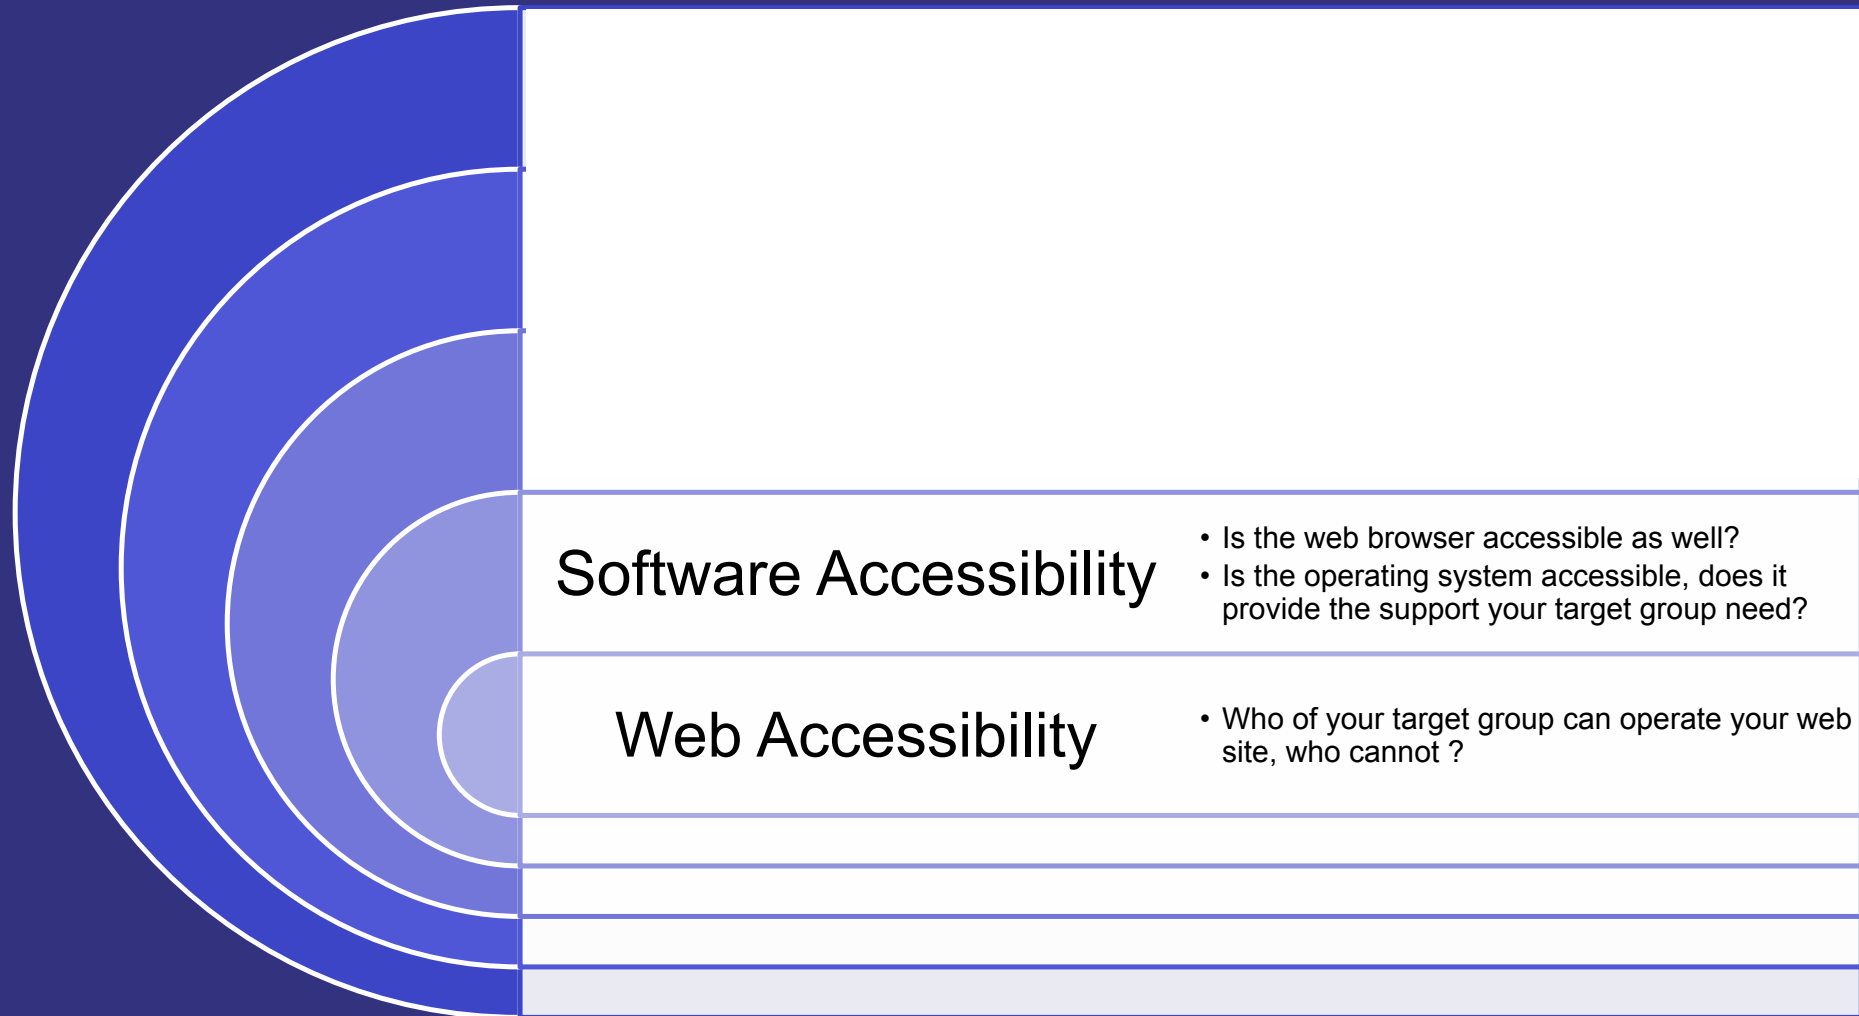 Software Accessibility
• Is the web browser accessible as well?
• Is the operating system accessible, does it
provide the support your target group need?
Web Accessibility
• Who of your target group can operate your web
site, who cannot ?